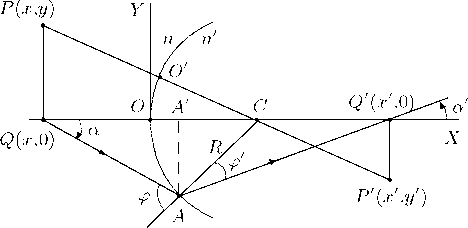 P(x,y)
Y
n
n′
O′
O
A′
C
Q′(x′,0)
α′
X
Q(x,0)
α
R
φ′
φ
A
P′(x′,y′)